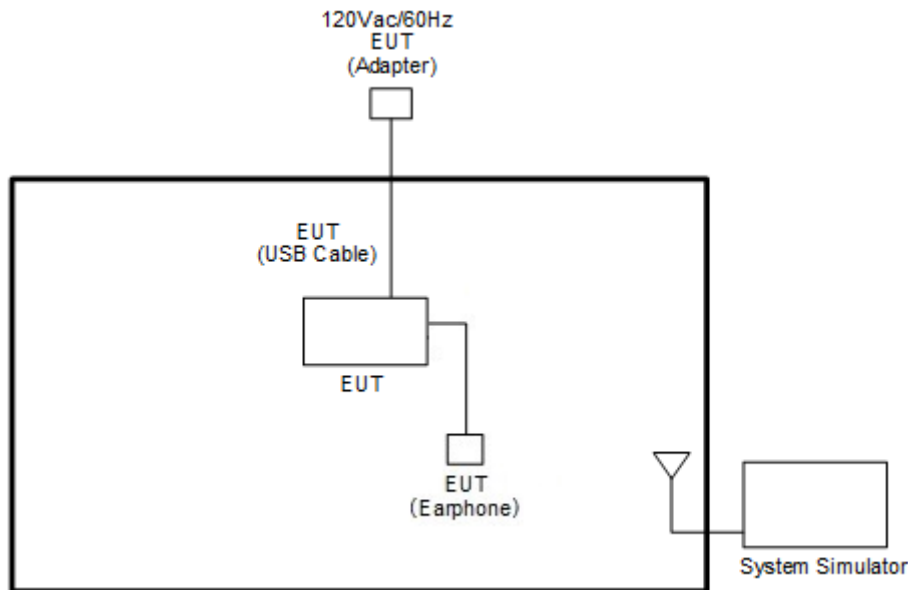 120Vac/60Hz
EUT
(Adapter)
EUT
(USB Cable)
EUT
EUT
(Earphone)
System Simulator